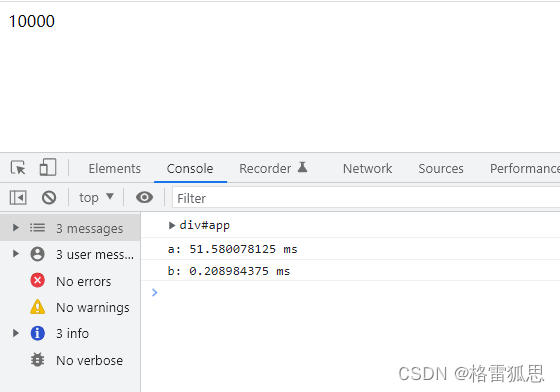 10000
Elements Console Recorder Network Sources Performance
top Filter
3 messages
3 user mess...
No errors
No warnings
3 info
No verbose
div#app
a: 51.580078125 ms
b: 0.208984375 ms
CSDN @格雷狐思